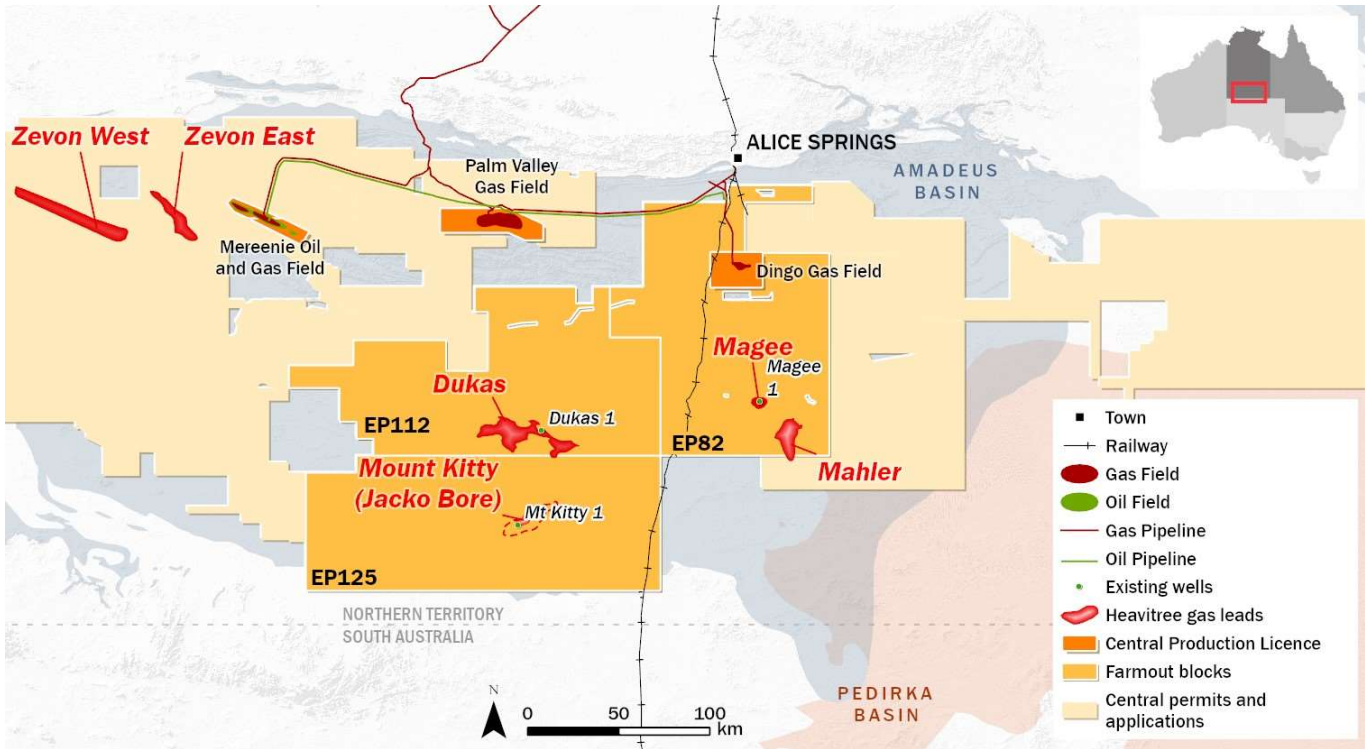 Zevon West
Zevon East
Palm Valley
Gas Field
ALICE SPRINGS
AMADEUS
BASIN
Mereenie Oil
and Gas Field
Dingo Gas Field
Magee
Magee
1
Dukas
Dukas 1
EP112
EP82
Mahler
Mount Kitty
(Jacko Bore)
Mt Kitty 1
EP125
NORTHERN TERRITORY
SOUTH AUSTRALIA
PEDIRKA
BASIN
N
0 50 100
km
Town
Railway
Gas Field
Oil Field
Gas Pipeline
Oil Pipeline
Existing wells
Heavitree gas leads
Central Production Licence
Farmout blocks
Central permits and
applications